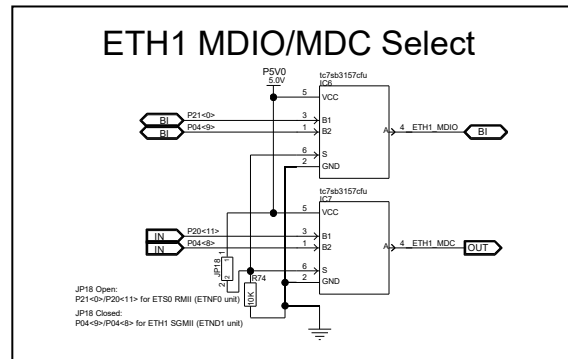 ETH1 MDIO/MDC Select
P5V0
5.0V
tc7sb3157cfu
IC6
5 VCC
BI P21<0> 3 B1
BI P04<9> 1 B2 A 4 ETH1_MDIO BI
6 S
2 GND
tc7sb3157cfu
IC7
5 VCC
IN P20<11> 3 B1
IN P04<8> 1 B2 A 4 ETH1_MDC OUT
JP18 1 1 2 2
6 S
R74 2 GND
10K
JP18 Open:
P21<0>/P20<11> for ETS0 RMII (ETNF0 unit)
JP18 Closed:
P04<9>/P04<8> for ETH1 SGMII (ETND1 unit)